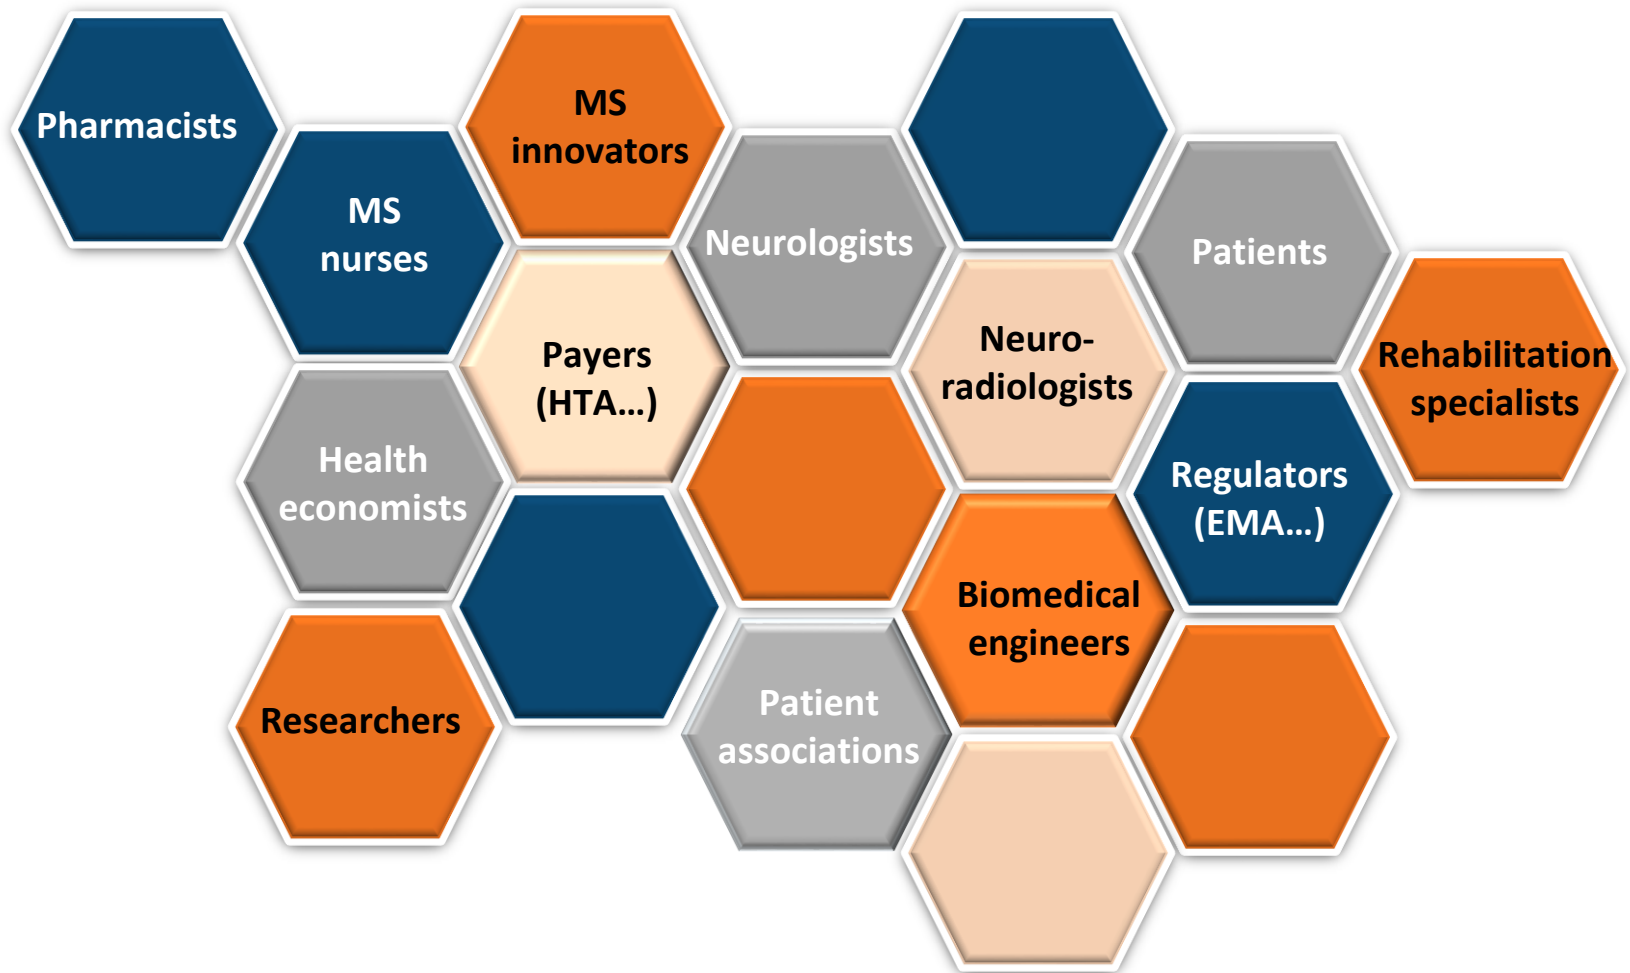 Pharmacists
MS
innovators
MS
nurses
Neurologists
Patients
Payers
(HTA...)
Neuro-
radiologists
Rehabilitation
specialists
Health
economists
Regulators
(EMA...)
Biomedical
engineers
Researchers
Patient
associations